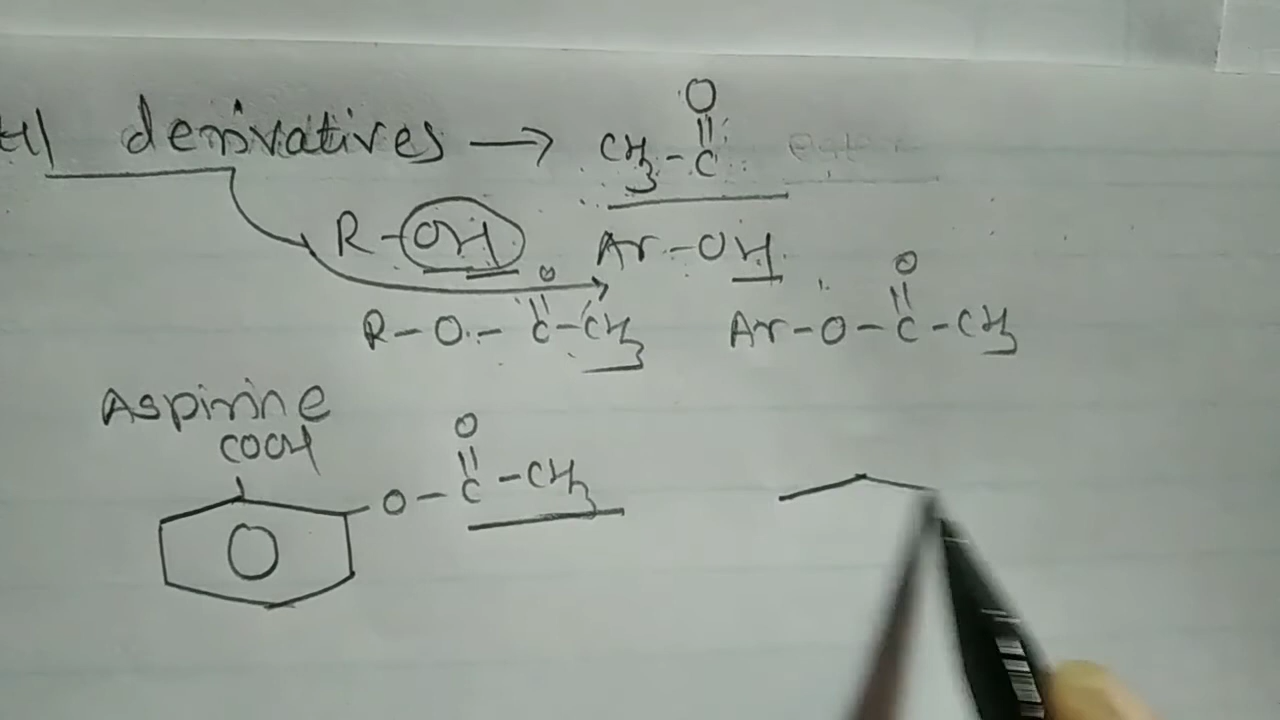 derivatives → CH3-C=O
R-OH Ar-OH
R-O-C(=O)-CH3 Ar-O-C(=O)-CH3
Aspirine
COOH
O-C(=O)-CH3